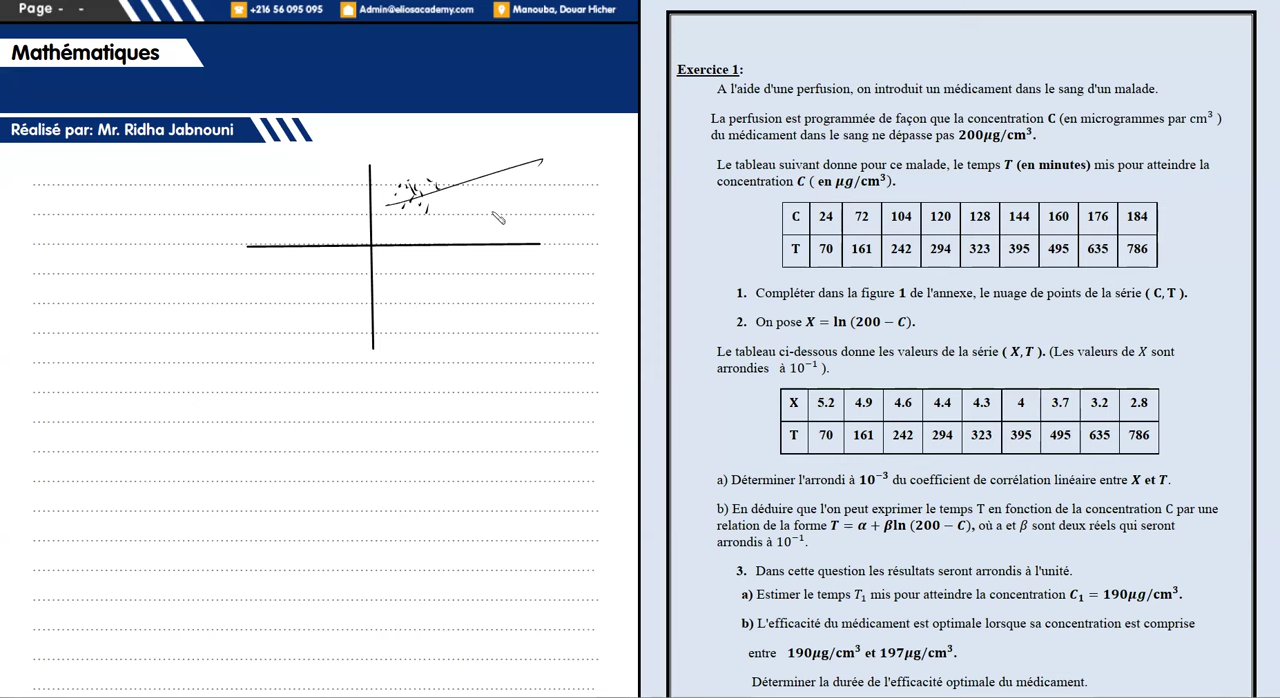 Page -  -
+216 56 095 095
Admin@eliosacademy.com
Manouba, Douar Hicher
Mathématiques
Réalisé par: Mr. Ridha Jabnouni
Exercice 1:
A l'aide d'une perfusion, on introduit un médicament dans le sang d'un malade.
La perfusion est programmée de façon que la concentration C (en microgrammes par cm³ )
du médicament dans le sang ne dépasse pas 200μg/cm³.
Le tableau suivant donne pour ce malade, le temps T (en minutes) mis pour atteindre la
concentration C ( en μg/cm³).
C 24 72 104 120 128 144 160 176 184
T 70 161 242 294 323 395 495 635 786
1. Compléter dans la figure 1 de l'annexe, le nuage de points de la série ( C, T ).
2. On pose X = ln (200 − C).
Le tableau ci-dessous donne les valeurs de la série ( X, T ). (Les valeurs de X sont
arrondies à 10⁻¹ ).
X 5.2 4.9 4.6 4.4 4.3 4 3.7 3.2 2.8
T 70 161 242 294 323 395 495 635 786
a) Déterminer l'arrondi à 10⁻³ du coefficient de corrélation linéaire entre X et T.
b) En déduire que l'on peut exprimer le temps T en fonction de la concentration C par une
relation de la forme T = α + βln (200 − C), où a et β sont deux réels qui seront
arrondis à 10⁻¹.
3. Dans cette question les résultats seront arrondis à l'unité.
a) Estimer le temps T₁ mis pour atteindre la concentration C₁ = 190μg/cm³.
b) L'efficacité du médicament est optimale lorsque sa concentration est comprise
entre 190μg/cm³ et 197μg/cm³.
Déterminer la durée de l'efficacité optimale du médicament.